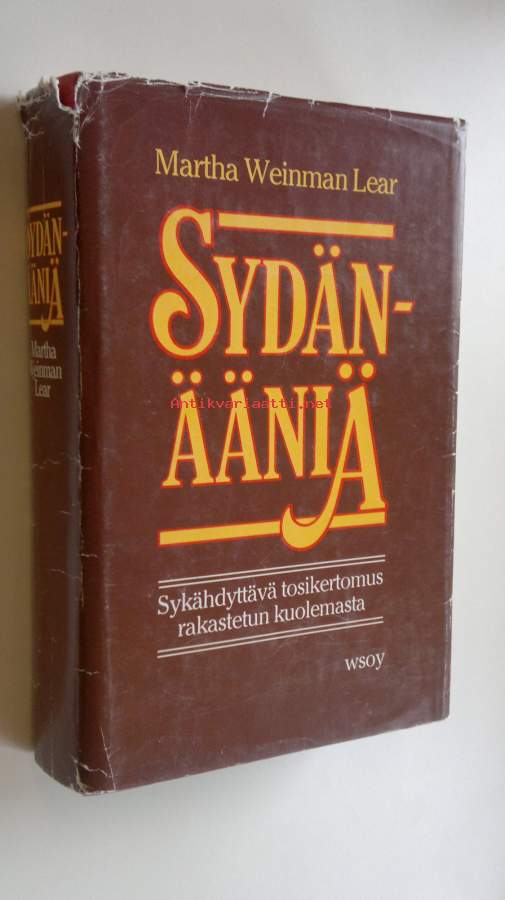 Martha Weinman Lear
SYDÄN-
ÄÄNIÄ
Antikvariaatti.net
Sykähdyttävä tosikertomus
rakastetun kuolemasta
wsoy
SYDÄN-
ÄÄNIÄ
Martha
Weinman
Lear